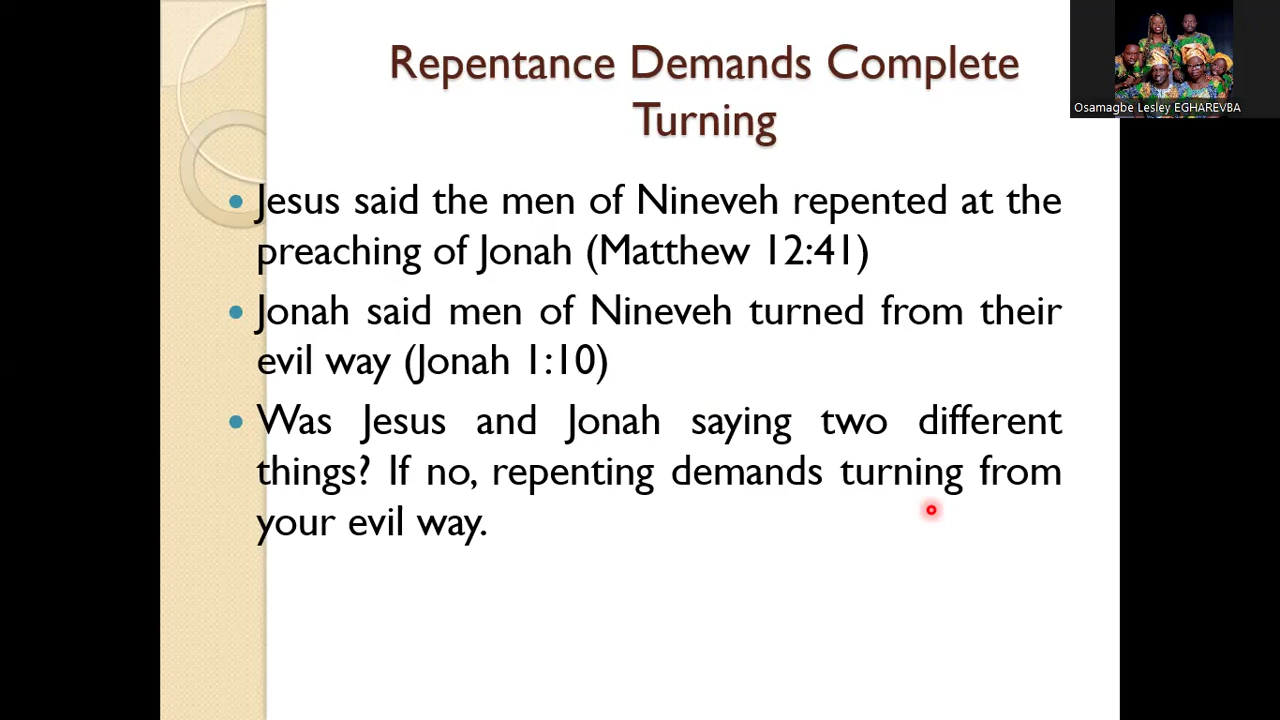 Repentance Demands Complete
Turning
Osamagbe Lesley EGHAREVBA
• Jesus said the men of Nineveh repented at the
preaching of Jonah (Matthew 12:41)
• Jonah said men of Nineveh turned from their
evil way (Jonah 1:10)
• Was Jesus and Jonah saying two different
things? If no, repenting demands turning from
your evil way.